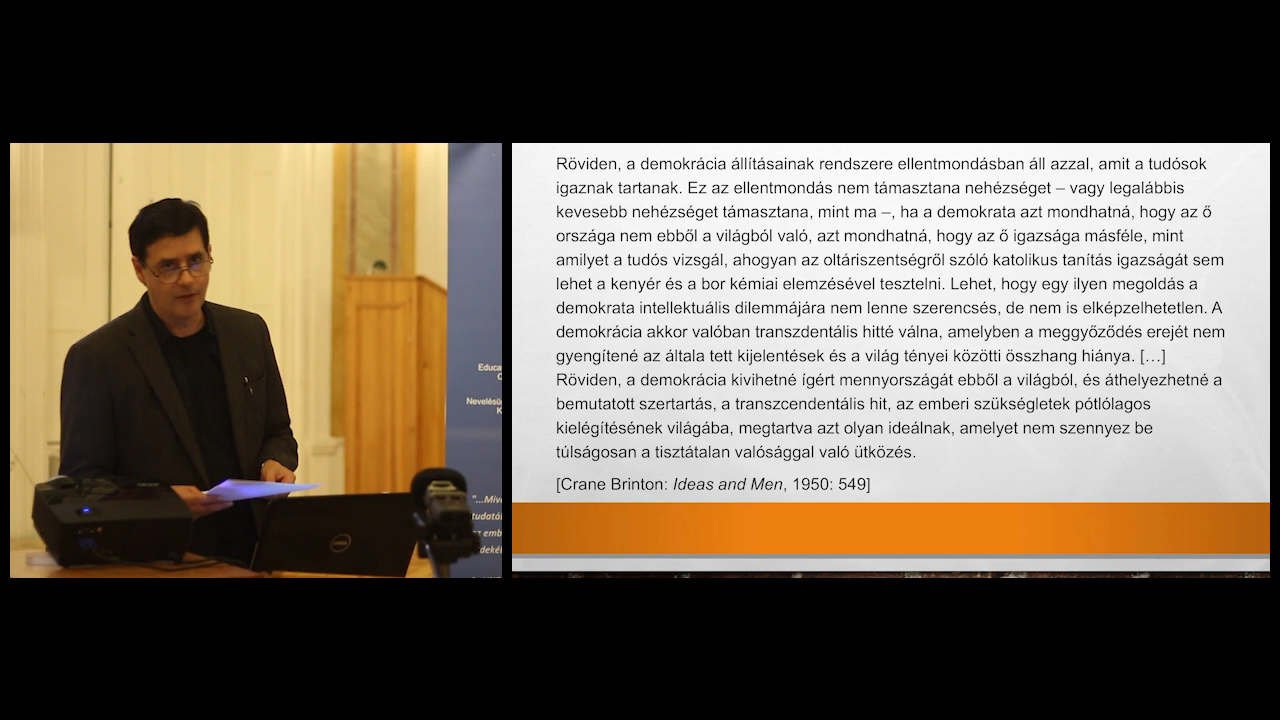 Educa
C
Nevelésü
K
"...Mive
tudatá
az emb
deké
DELL
Röviden, a demokrácia állításainak rendszere ellentmondásban áll azzal, amit a tudósok
igaznak tartanak. Ez az ellentmondás nem támasztana nehézséget – vagy legalábbis
kevesebb nehézséget támasztana, mint ma –, ha a demokrata azt mondhatná, hogy az ő
országa nem ebből a világból való, azt mondhatná, hogy az ő igazsága másféle, mint
amilyet a tudós vizsgál, ahogyan az oltáriszentségről szóló katolikus tanítás igazságát sem
lehet a kenyér és a bor kémiai elemzésével tesztelni. Lehet, hogy egy ilyen megoldás a
demokrata intellektuális dilemmájára nem lenne szerencsés, de nem is elképzelhetetlen. A
demokrácia akkor valóban transzdentális hitté válna, amelyben a meggyőződés erejét nem
gyengítené az általa tett kijelentések és a világ tényei közötti összhang hiánya. […]
Röviden, a demokrácia kivihetné ígért mennyországát ebből a világból, és áthelyezhetné a
bemutatott szertartás, a transzcendentális hit, az emberi szükségletek pótlólagos
kielégítésének világába, megtartva azt olyan ideálnak, amelyet nem szennyez be
túlságosan a tisztátalan valósággal való ütközés.
[Crane Brinton: Ideas and Men, 1950: 549]